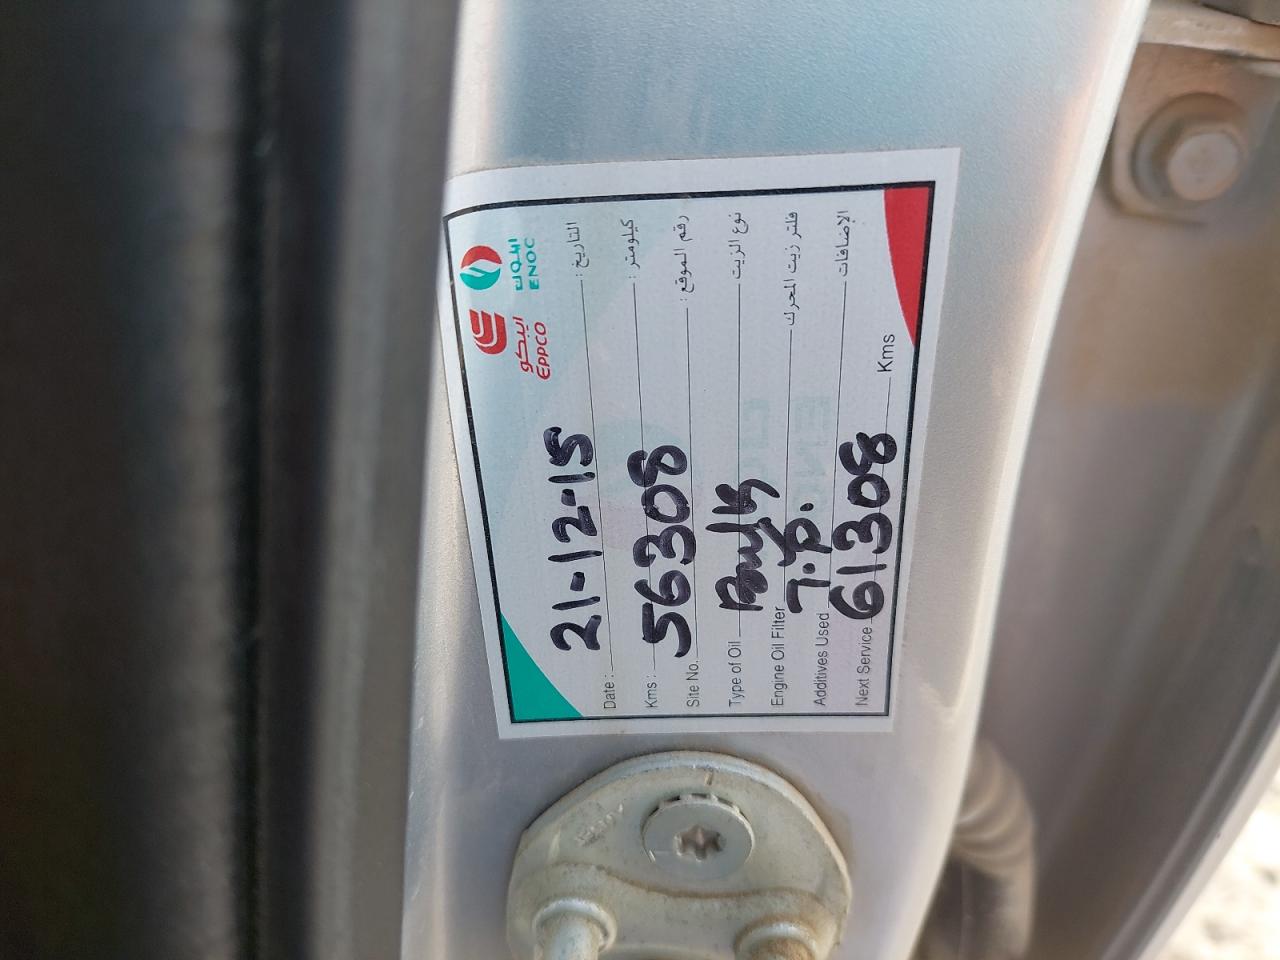 ايبكو
EPPCO
اينوك
ENOC
Date : 21-12-15 التاريخ :
Kms : 56308 كيلومتر :
Site No. رقم الموقع :
Type of Oil نوع الزيت
Engine Oil Filter فلتر زيت المحرك
Additives Used الإضافات
Next Service 61308 Kms